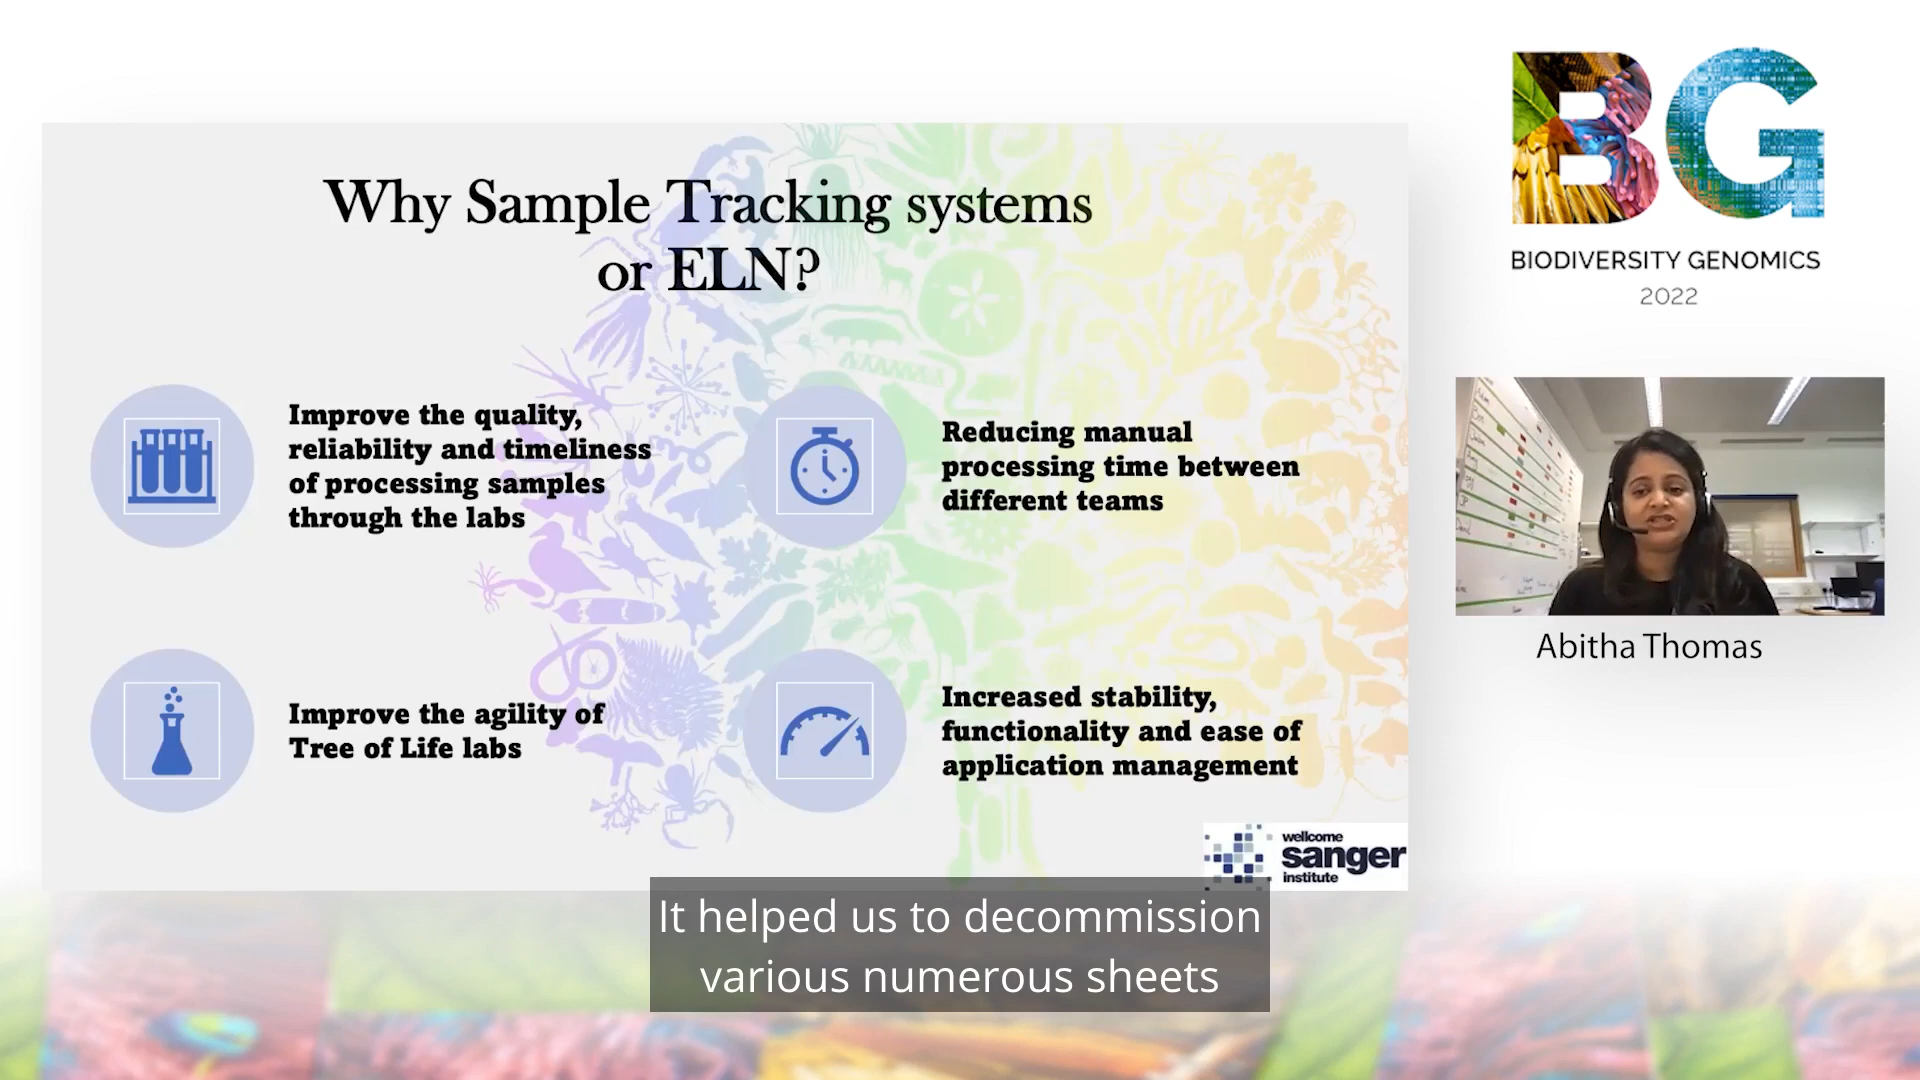 Why Sample Tracking systems
or ELN?
Improve the quality,
reliability and timeliness
of processing samples
through the labs
Reducing manual
processing time between
different teams
Improve the agility of
Tree of Life labs
Increased stability,
functionality and ease of
application management
wellcome
sanger
institute
BG
BIODIVERSITY GENOMICS
2022
Abitha Thomas
It helped us to decommission
various numerous sheets